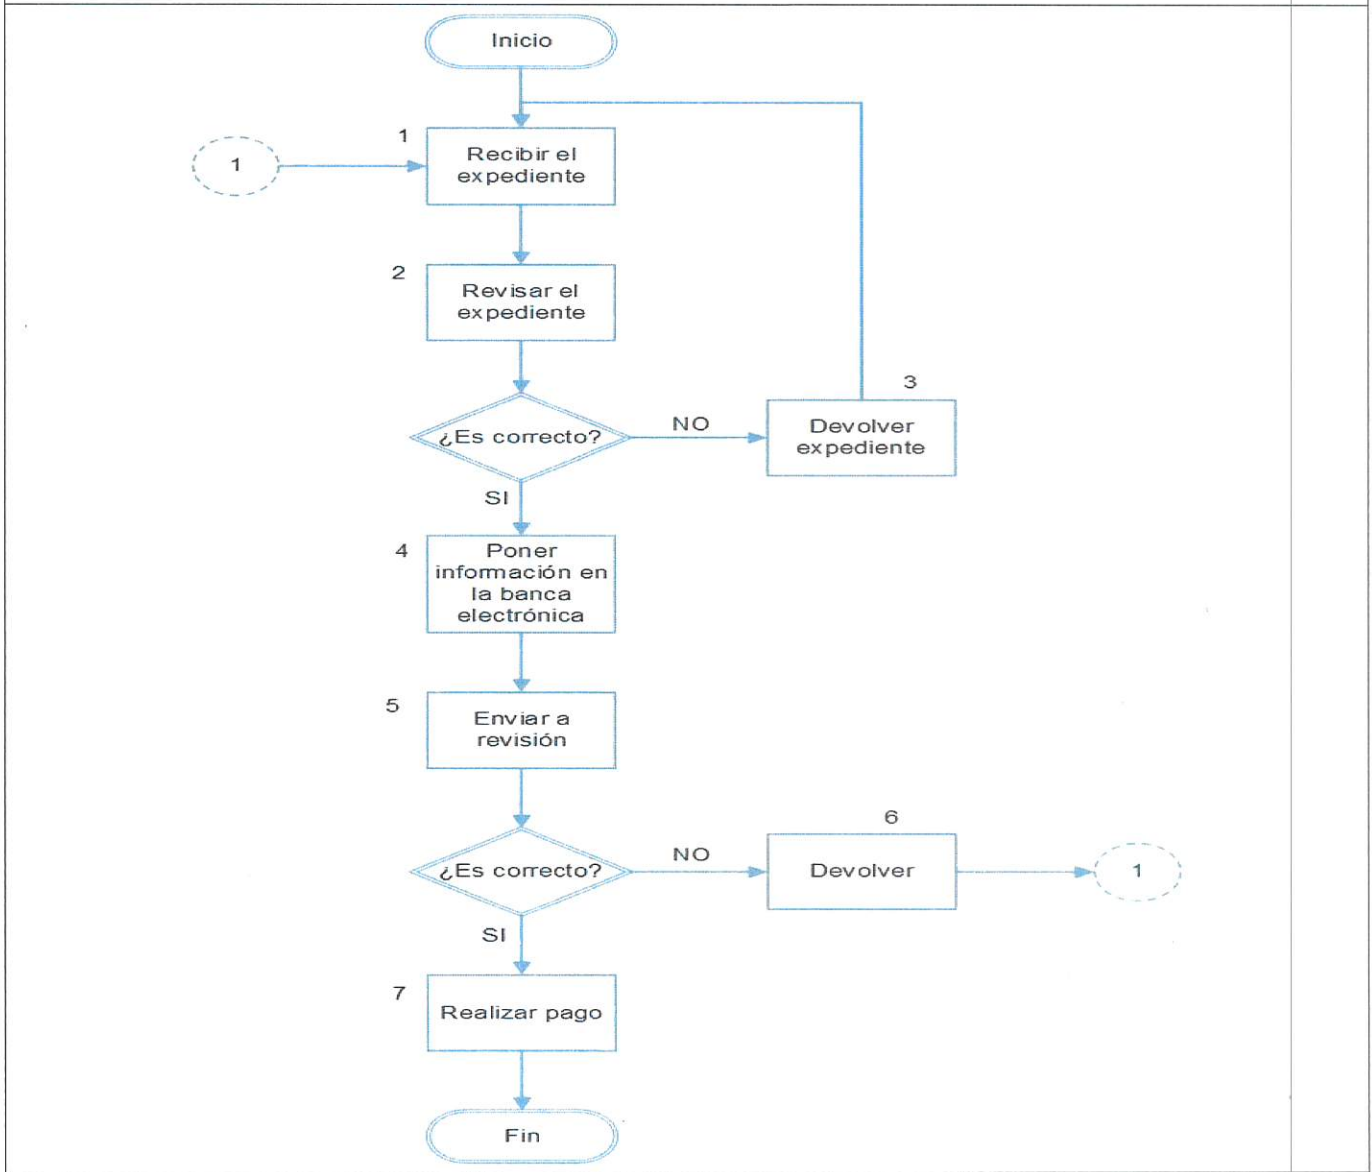 Inicio
1
1
Recibir el
expediente
2
Revisar el
expediente
3
¿Es correcto?
NO
Devolver
expediente
SI
4
Poner
información en
la banca
electrónica
5
Enviar a
revisión
6
¿Es correcto?
NO
Devolver
1
SI
7
Realizar pago
Fin